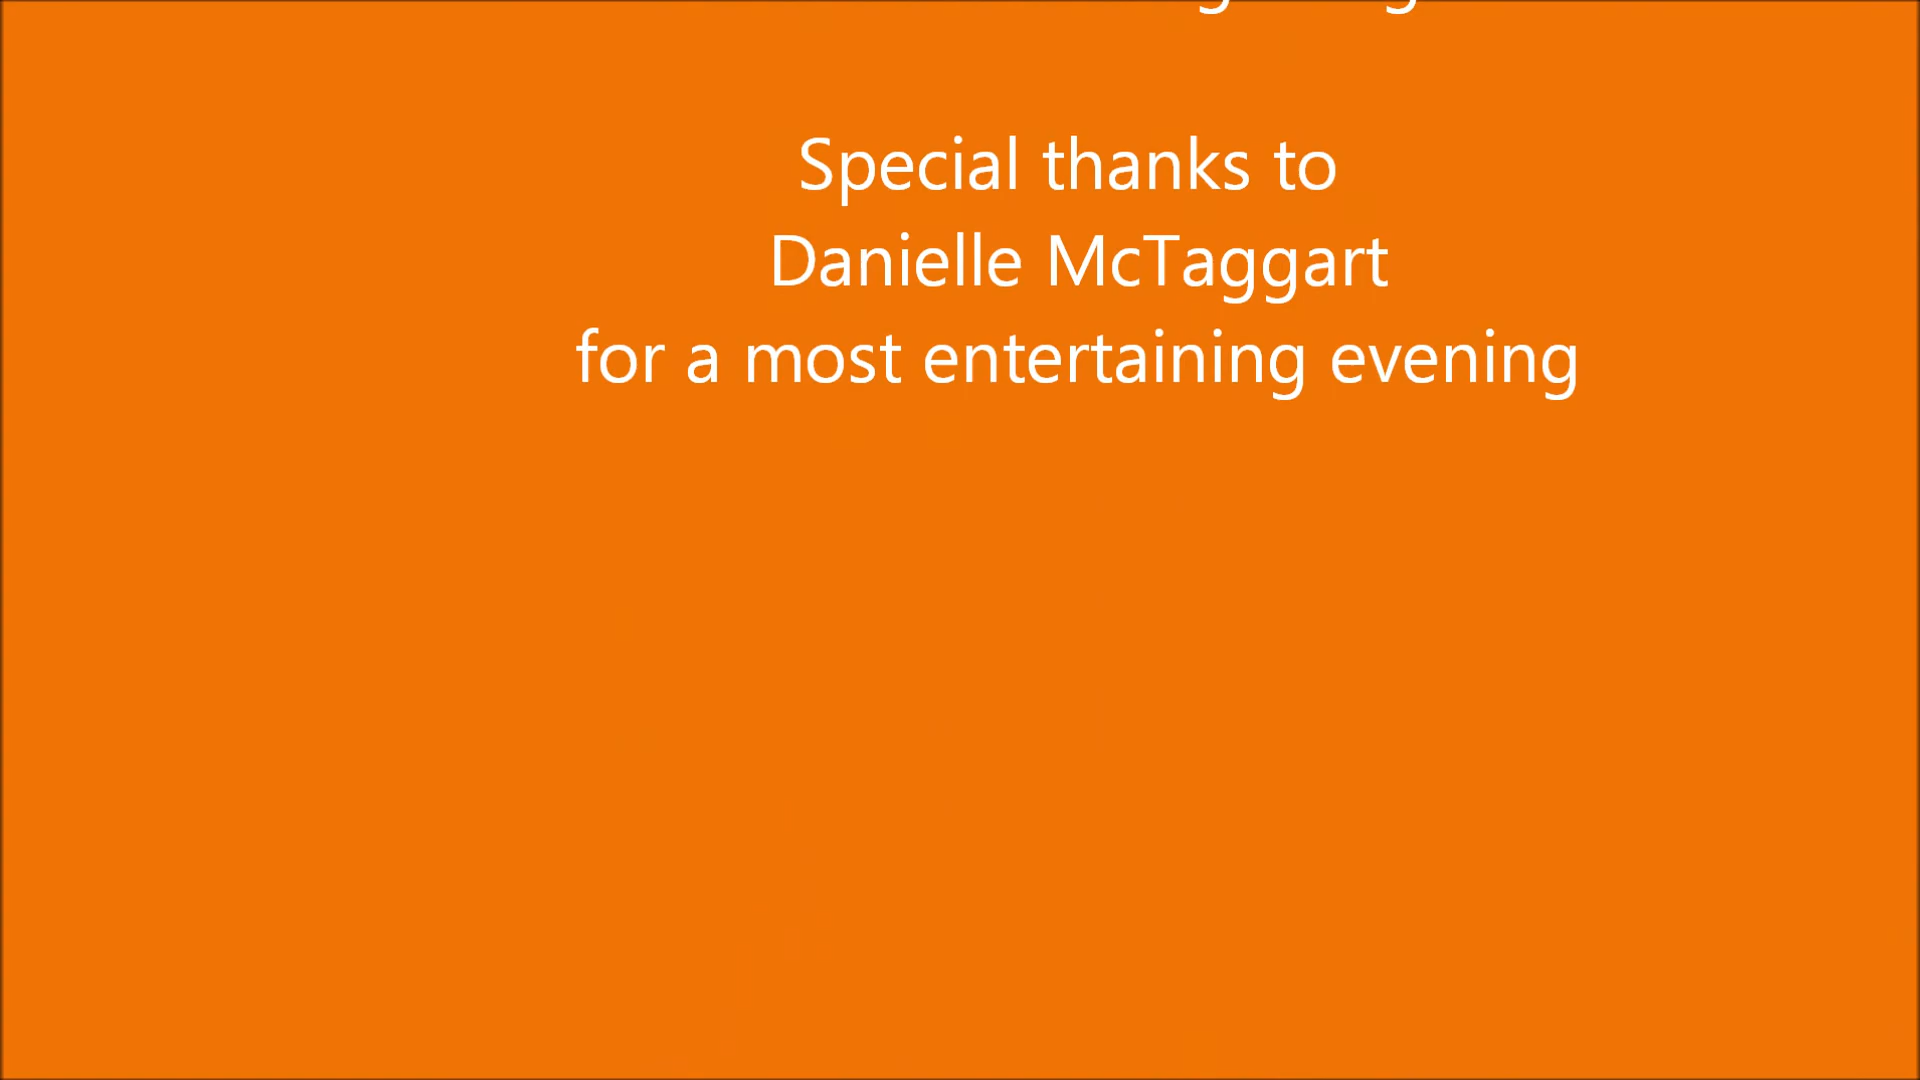 Special thanks to
Danielle McTaggart
for a most entertaining evening